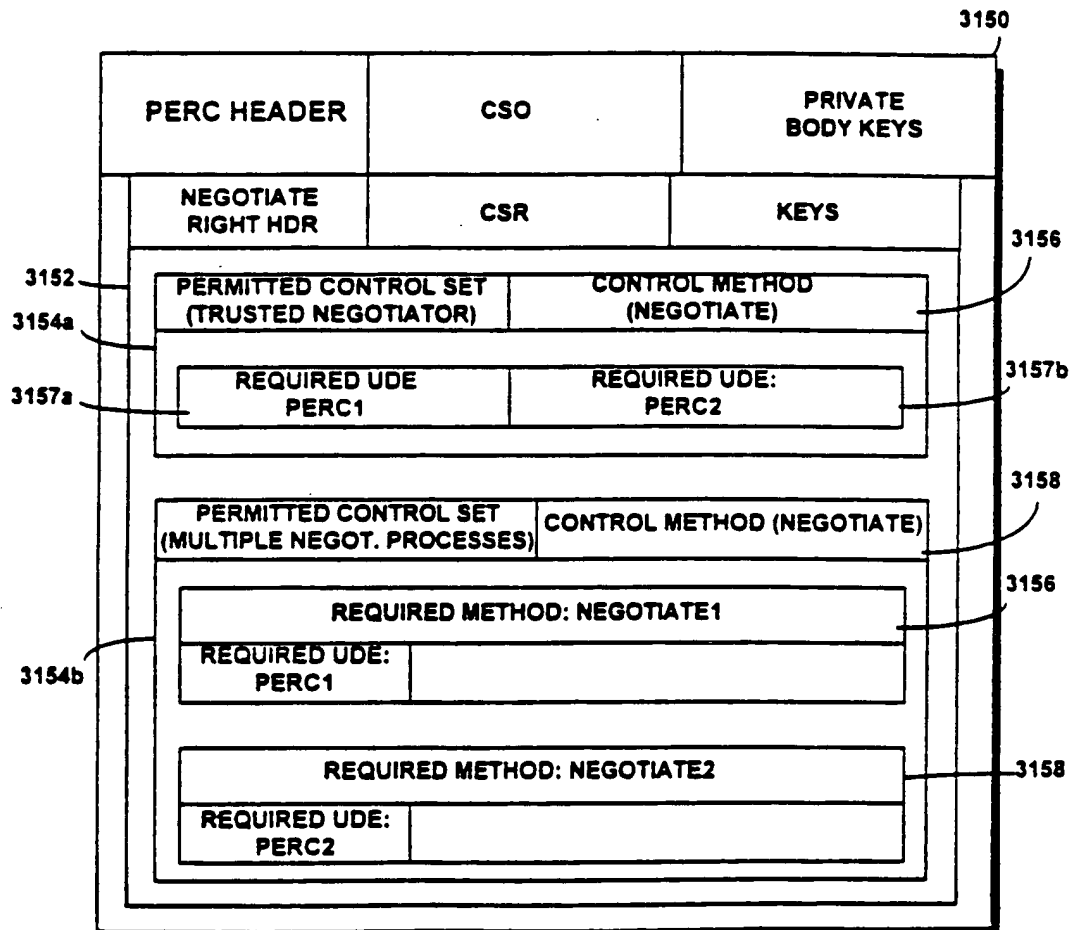 3150
PERC HEADER
CSO
PRIVATE
BODY KEYS
NEGOTIATE
RIGHT HDR
CSR
KEYS
3156
3152
PERMITTED CONTROL SET
(TRUSTED NEGOTIATOR)
CONTROL METHOD
(NEGOTIATE)
3154a
REQUIRED UDE
PERC1
REQUIRED UDE:
PERC2
3157a
3157b
3158
PERMITTED CONTROL SET
(MULTIPLE NEGOT. PROCESSES)
CONTROL METHOD (NEGOTIATE)
3156
REQUIRED METHOD: NEGOTIATE1
REQUIRED UDE:
PERC1
3154b
REQUIRED METHOD: NEGOTIATE2
3158
REQUIRED UDE:
PERC2